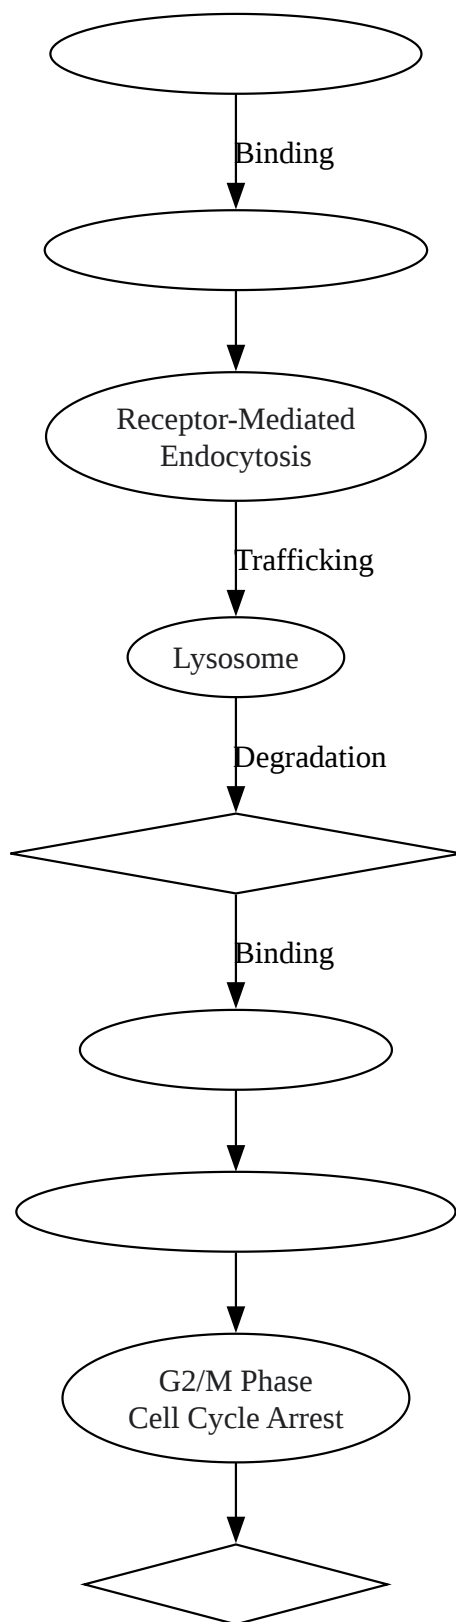 Binding
Receptor-Mediated
Endocytosis
Trafficking
Lysosome
Degradation
Binding
G2/M Phase
Cell Cycle Arrest